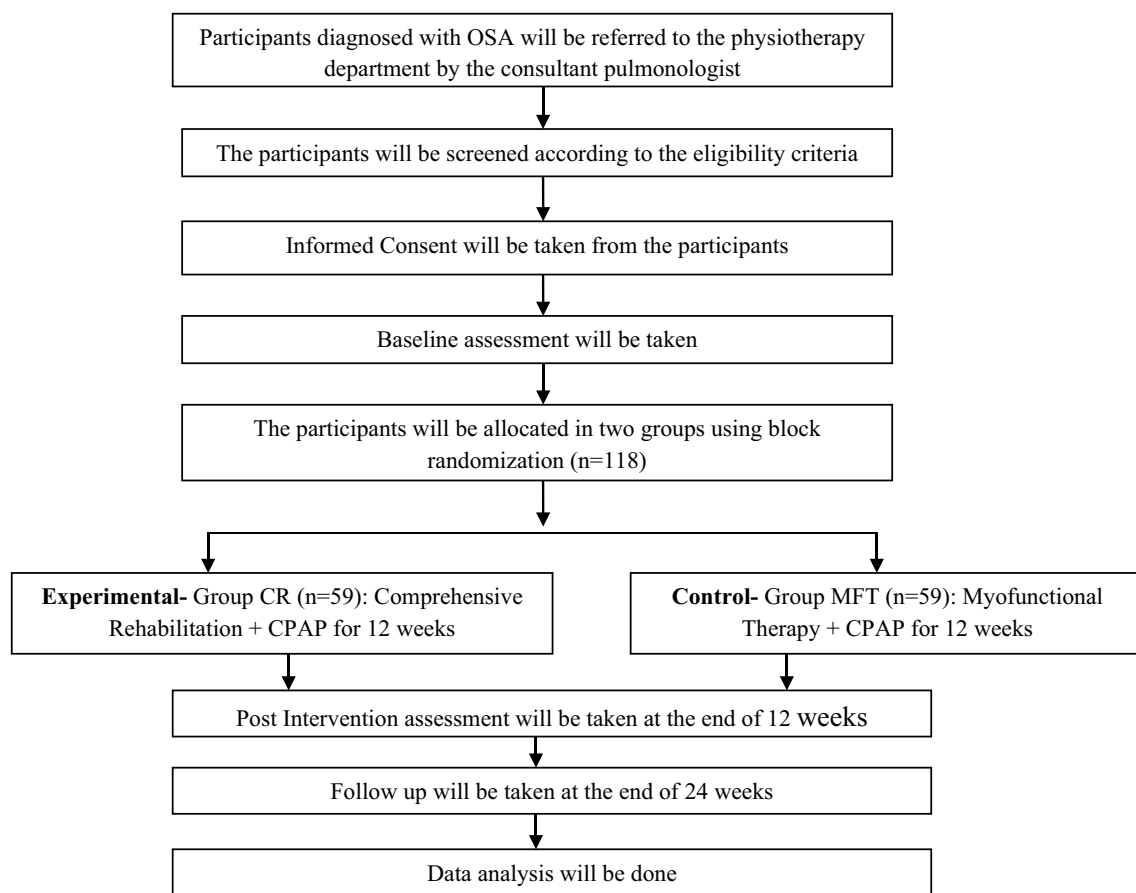 Participants diagnosed with OSA will be referred to the physiotherapy
department by the consultant pulmonologist
The participants will be screened according to the eligibility criteria
Informed Consent will be taken from the participants
Baseline assessment will be taken
The participants will be allocated in two groups using block
randomization (n=118)
Experimental- Group CR (n=59): Comprehensive
Rehabilitation + CPAP for 12 weeks
Control- Group MFT (n=59): Myofunctional
Therapy + CPAP for 12 weeks
Post Intervention assessment will be taken at the end of 12 weeks
Follow up will be taken at the end of 24 weeks
Data analysis will be done